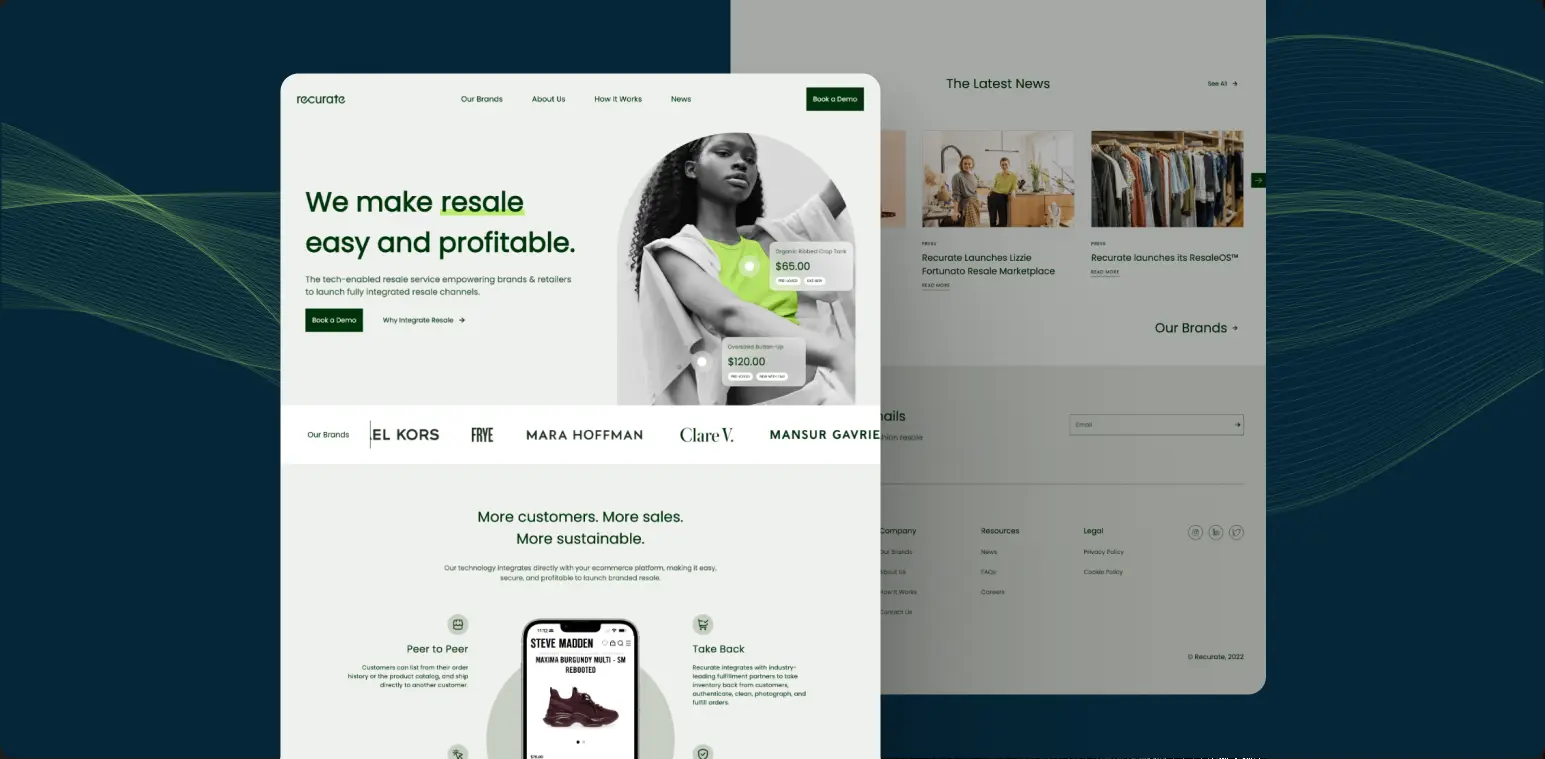 recurate
Our Brands
About Us
How It Works
News
Book a Demo
We make resale
easy and profitable.
The tech-enabled resale service empowering brands & retailers
to launch fully integrated resale channels.
Book a Demo
Why Integrate Resale →
Organic Ribbed Crop Tank
$65.00
Oversized Button-Up
$120.00
Our Brands
EL KORS
FRYE
MARA HOFFMAN
Clare V.
MANSUR GAVRIE
More customers. More sales.
More sustainable.
Our technology integrates directly with your ecommerce platform, making it easy,
secure, and profitable to launch branded resale.
Peer to Peer
Customers can list from their order
history or the product catalog, and ship
directly to another customer.
11:12
STEVE MADDEN
MAXIMA BURGUNDY MULTI - SM
REBOOTED
Take Back
Recurate integrates with industry-
leading fulfillment partners to take
inventory back from customers,
authenticate, clean, photograph, and
fulfill orders.
The Latest News
See All →
PRESS
Recurate Launches Lizzie
Fortunato Resale Marketplace
READ MORE
PRESS
Recurate launches its ResaleOS™
READ MORE
Our Brands →
nails
hion resale
Email
Company
Our Brands
About Us
How It Works
Contact Us
Resources
News
FAQs
Careers
Legal
Privacy Policy
Cookie Policy
© Recurate, 2022